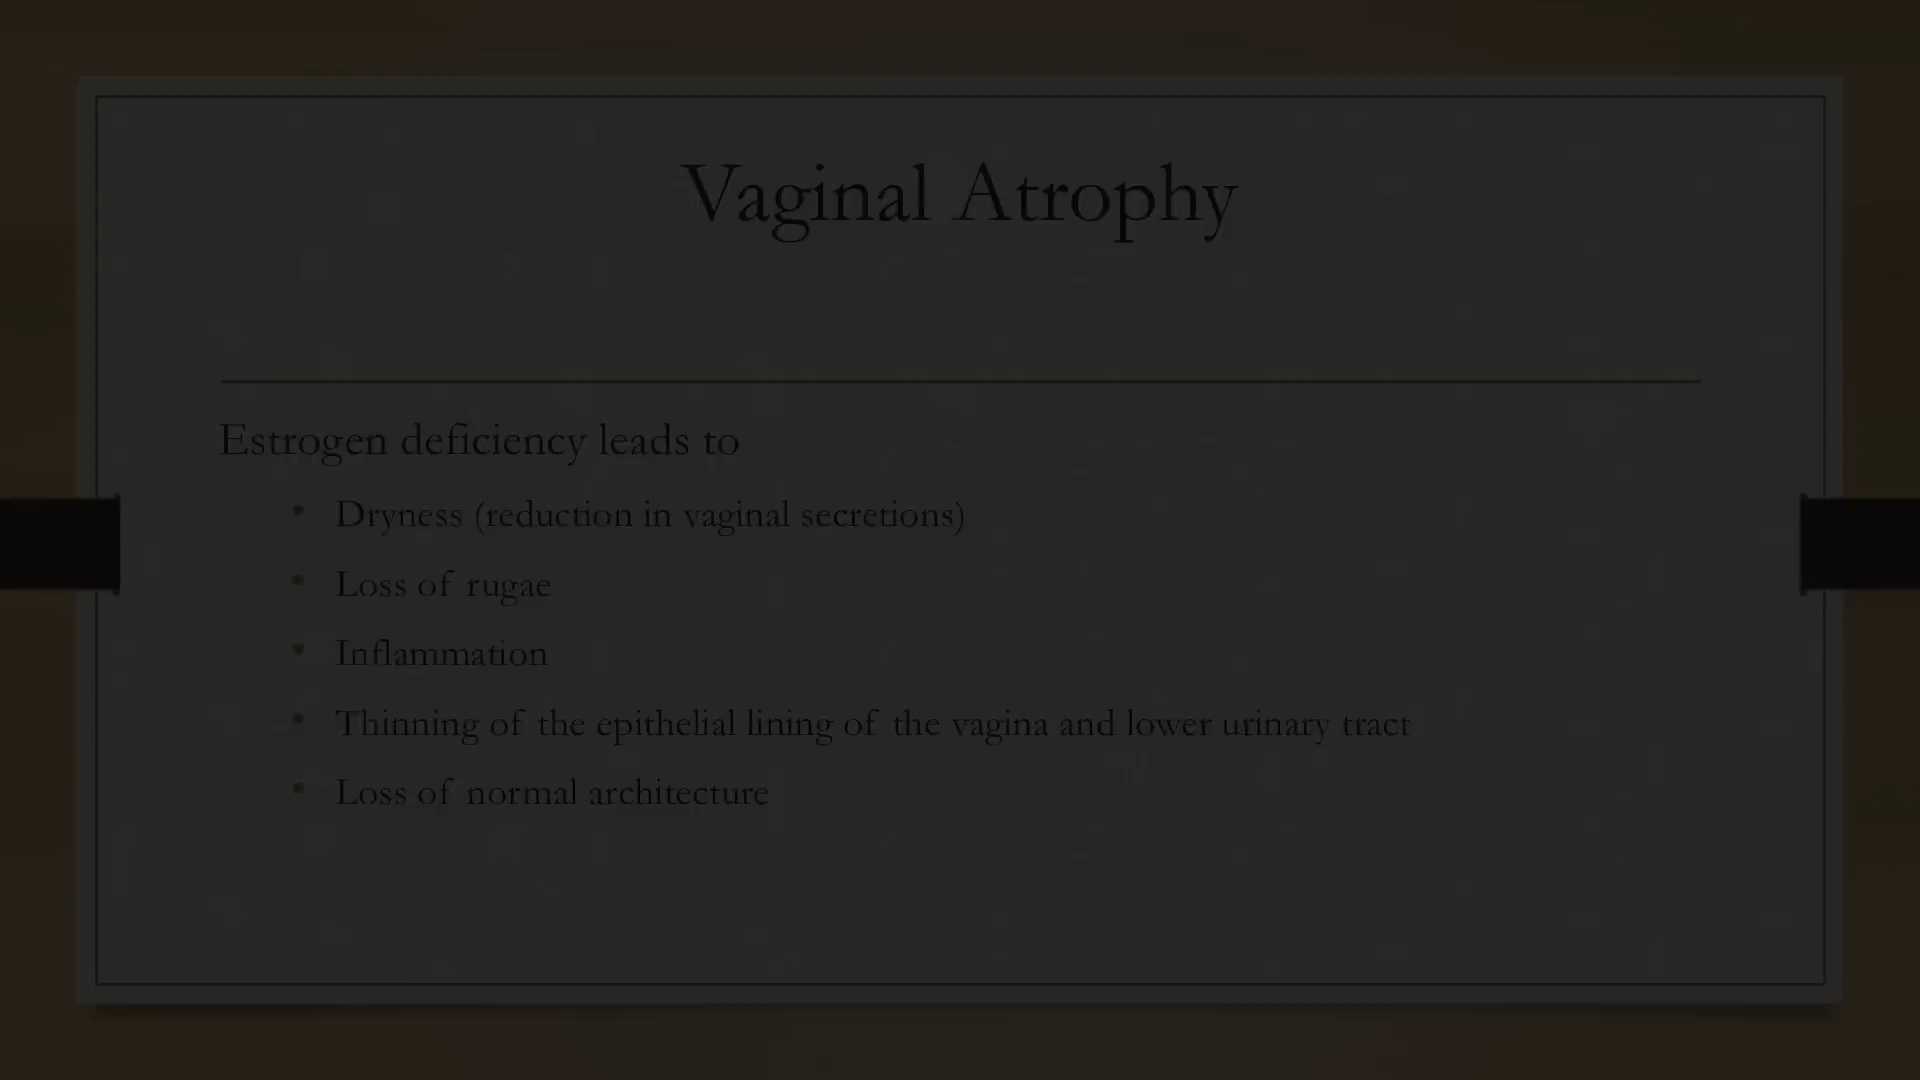 Vaginal Atrophy
Estrogen deficiency leads to
• Dryness (reduction in vaginal secretions)
• Loss of rugae
• Inflammation
• Thinning of the epithelial lining of the vagina and lower urinary tract
• Loss of normal architecture